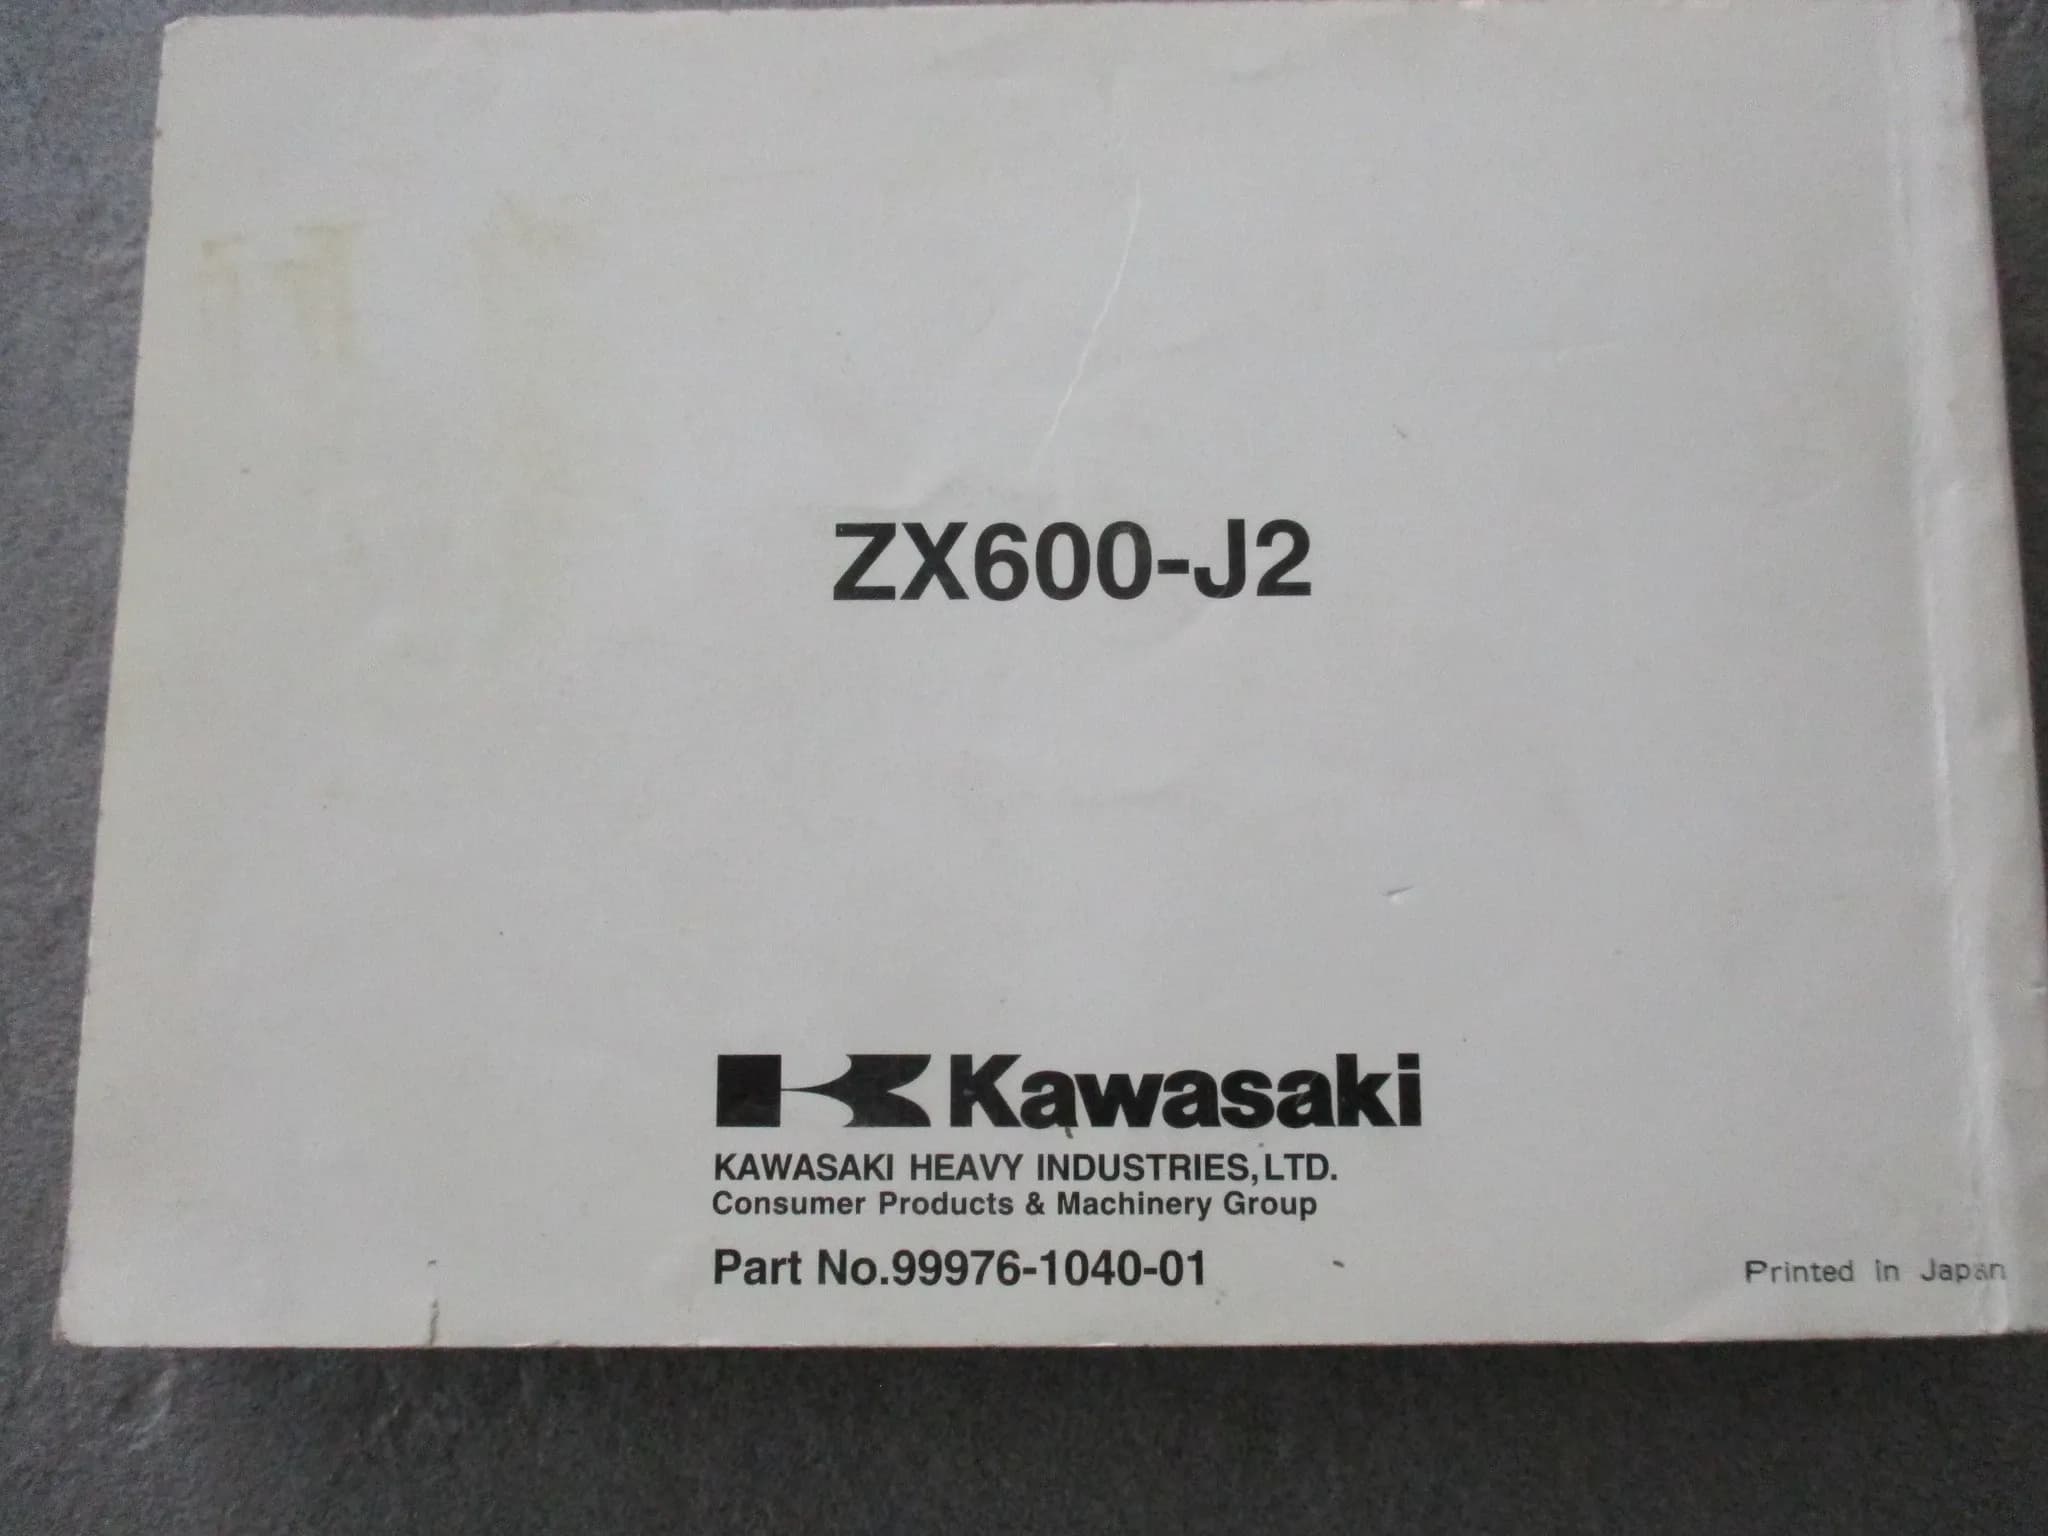 ZX600-J2
Kawasaki
KAWASAKI HEAVY INDUSTRIES, LTD.
Consumer Products & Machinery Group
Part No.99976-1040-01
Printed in Japan